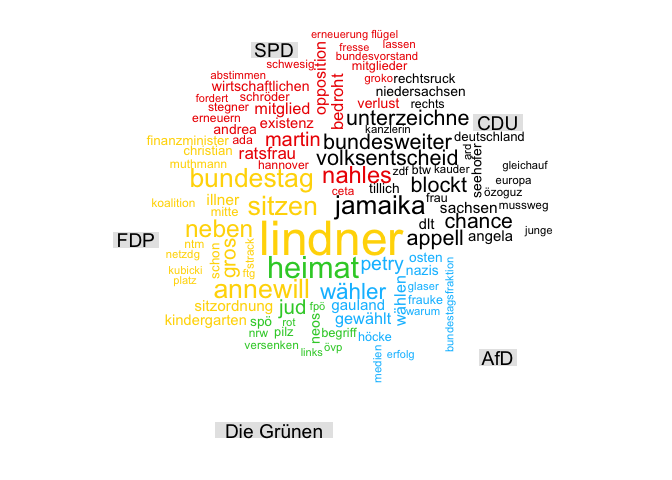 erneuerung flügel
SPD
fresse lassen
bundesvorstand
schwesig opposition mitglieder
abstimmen groko rechtsruck
wirtschaftlichen bedroht niedersachsen
fordert schröder verlust rechts
stegner mitglied unterzeichne
erneuern existenz kanzlerin CDU
andrea martin bundesweiter deutschland
finanzminister ada
christian ratsfrau volksentscheid ard seehofer
muthmann hannover nahles zdf btw kauder gleichauf
bundestag ceta tillich blockt europa
koalition illner sitzen jamaika frau özoguz
mitte sachsen mussweg
neben lindner chance
FDP ntm schon gros dlt appell angela junge
netzdg @strack heimat petry osten
kubicki nazis
platz annewill wähler wählen glaser bundestagsfraktion
sitzordnung jud fpö gauland frauke
kindergarten spö rot neos gewählt warum
nrw pilz begriff höcke
versenken links övp medien erfolg
AfD
Die Grünen